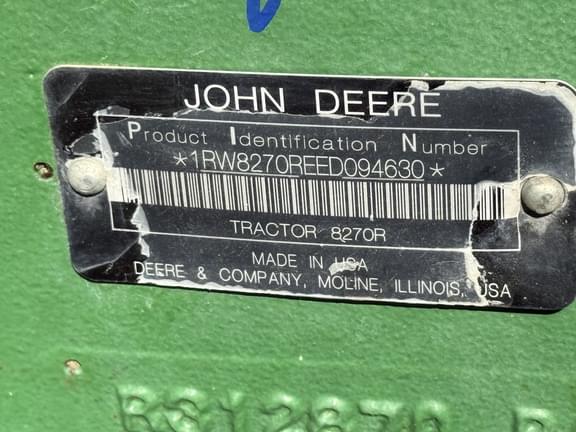 JOHN DEERE
Product Identification Number
*1RW8270REED094630*
TRACTOR 8270R
MADE IN USA
DEERE & COMPANY, MOLINE, ILLINOIS, USA